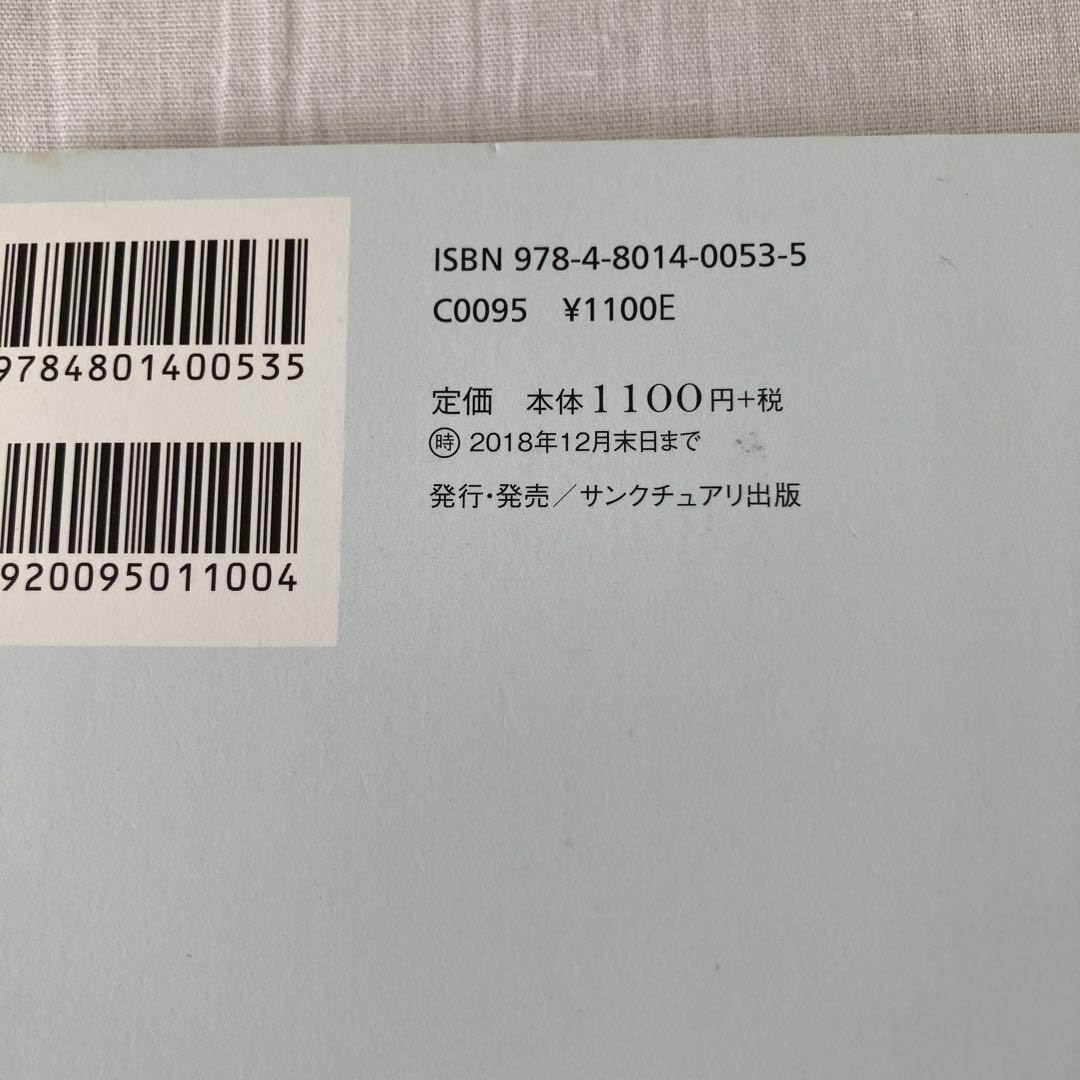 9784801400535
920095011004
ISBN 978-4-8014-0053-5
C0095 ¥1100E
定価 本体1100円+税
㊐時 2018年12月末日まで
発行・発売／サンクチュアリ出版